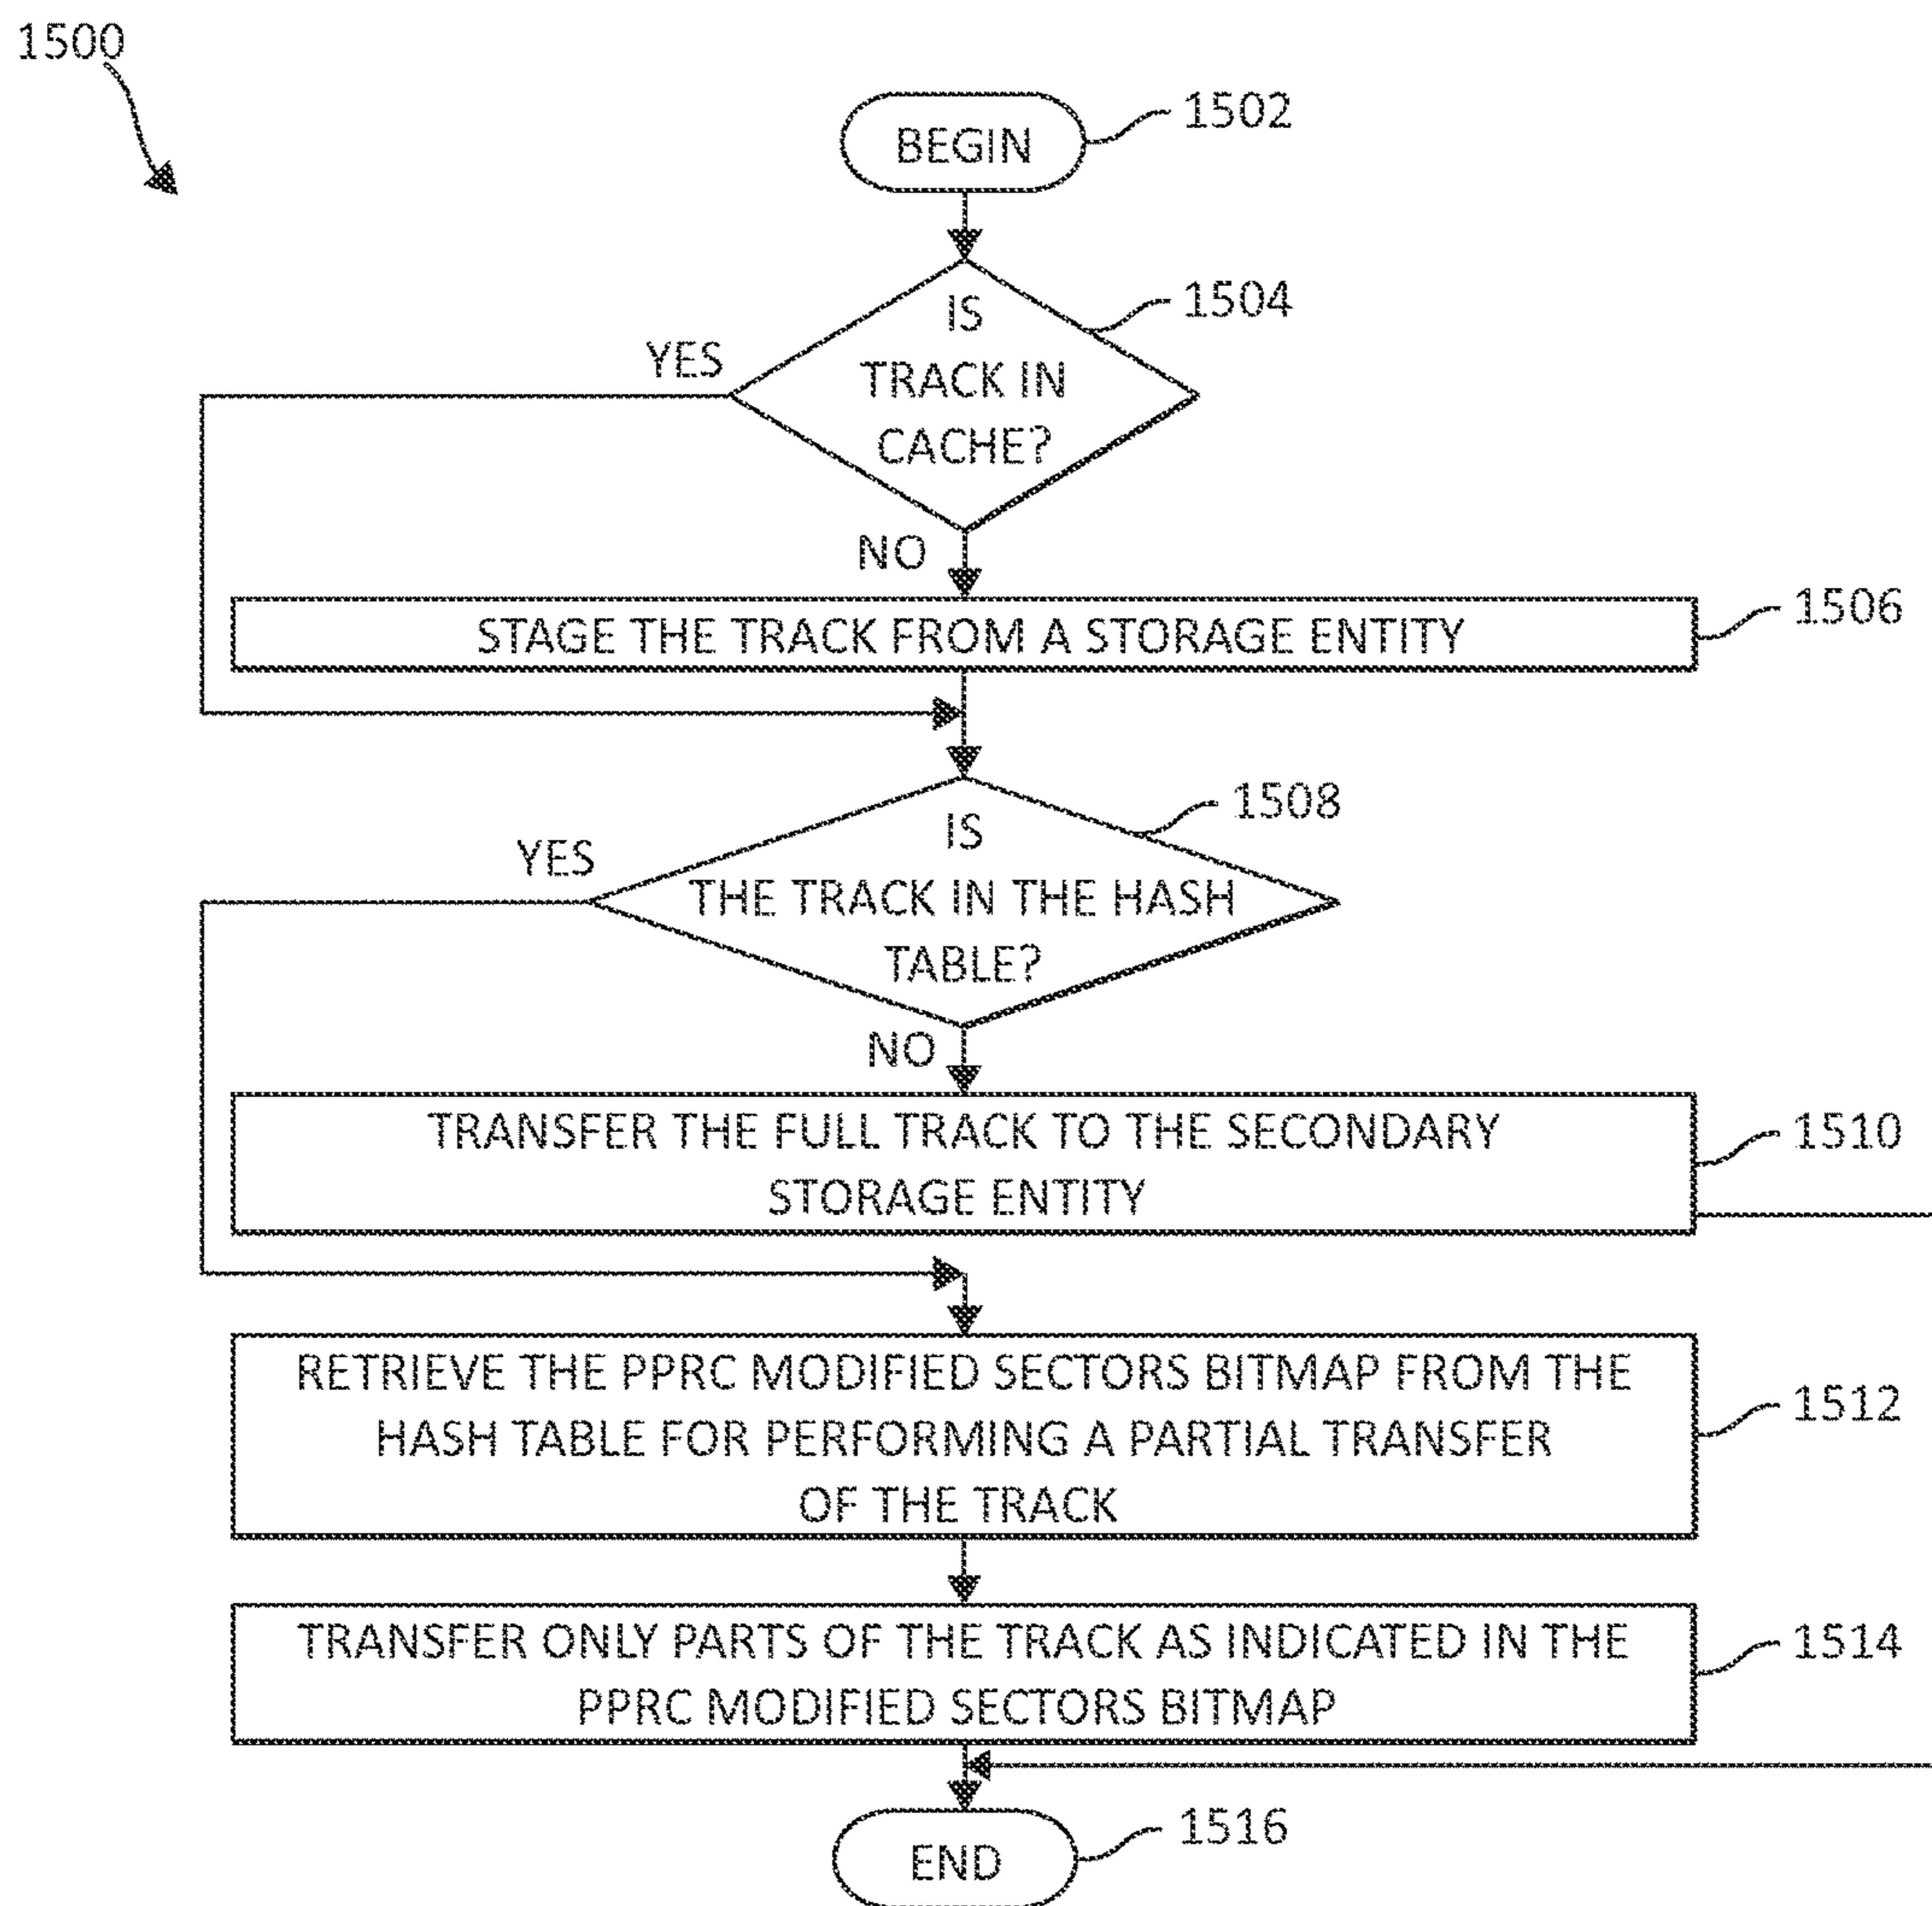 1500
BEGIN
1502
IS
TRACK IN
CACHE?
1504
YES
NO
STAGE THE TRACK FROM A STORAGE ENTITY
1506
IS
THE TRACK IN THE HASH
TABLE?
1508
YES
NO
TRANSFER THE FULL TRACK TO THE SECONDARY
STORAGE ENTITY
1510
RETRIEVE THE PPRC MODIFIED SECTORS BITMAP FROM THE
HASH TABLE FOR PERFORMING A PARTIAL TRANSFER
OF THE TRACK
1512
TRANSFER ONLY PARTS OF THE TRACK AS INDICATED IN THE
PPRC MODIFIED SECTORS BITMAP
1514
END
1516